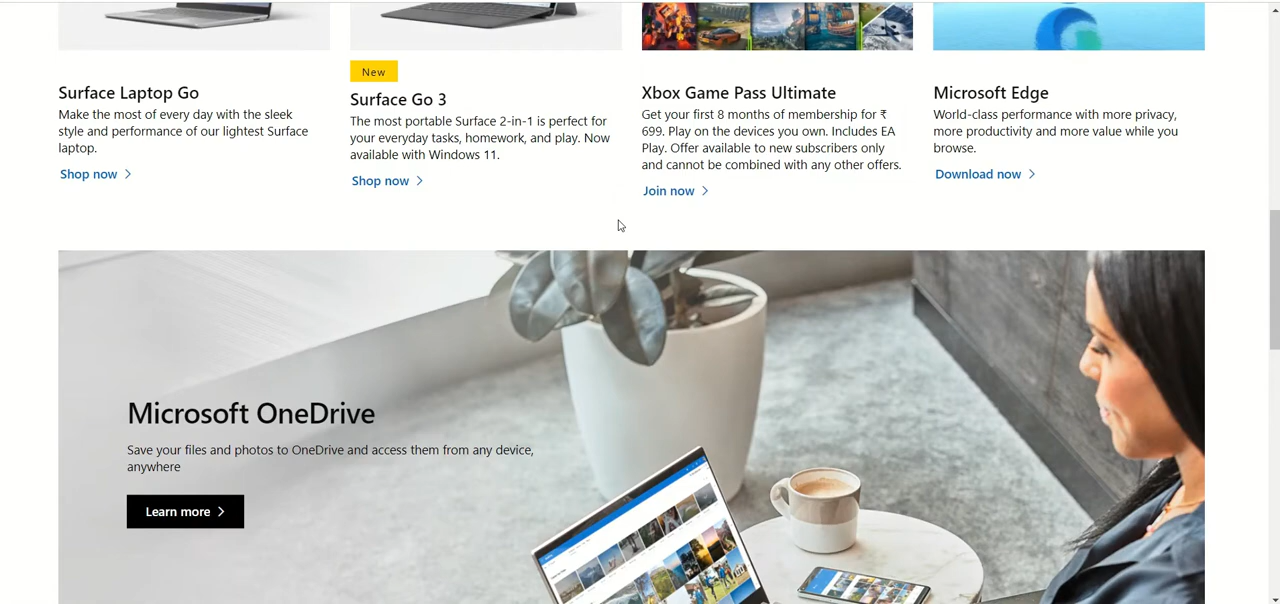 Surface Laptop Go
Make the most of every day with the sleek
style and performance of our lightest Surface
laptop.
Shop now
New
Surface Go 3
The most portable Surface 2-in-1 is perfect for
your everyday tasks, homework, and play. Now
available with Windows 11.
Shop now
Xbox Game Pass Ultimate
Get your first 8 months of membership for ₹
699. Play on the devices you own. Includes EA
Play. Offer available to new subscribers only
and cannot be combined with any other offers.
Join now
Microsoft Edge
World-class performance with more privacy,
more productivity and more value while you
browse.
Download now
Microsoft OneDrive
Save your files and photos to OneDrive and access them from any device,
anywhere
Learn more